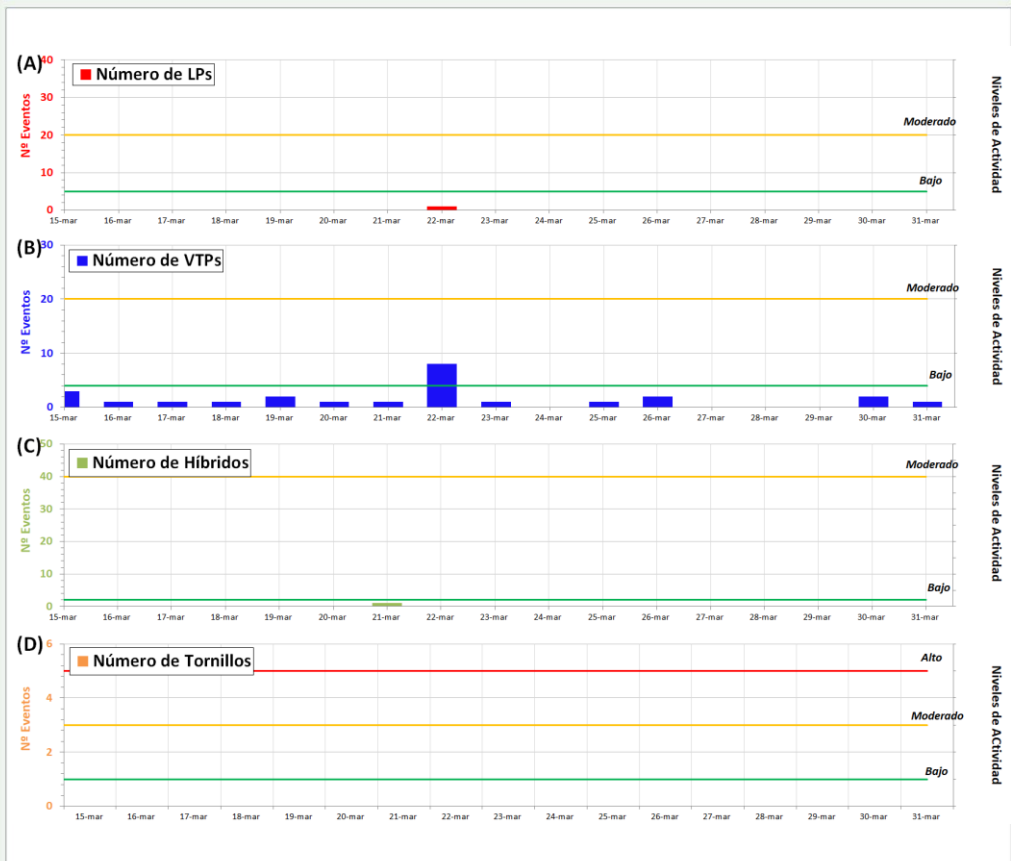 (A)
Número de LPs
Nº Eventos
40
30
20
10
0
Moderado
Bajo
Niveles de Actividad
15-mar 16-mar 17-mar 18-mar 19-mar 20-mar 21-mar 22-mar 23-mar 24-mar 25-mar 26-mar 27-mar 28-mar 29-mar 30-mar 31-mar
(B)
Número de VTPs
Nº Eventos
30
20
10
0
Moderado
Bajo
Niveles de Actividad
15-mar 16-mar 17-mar 18-mar 19-mar 20-mar 21-mar 22-mar 23-mar 24-mar 25-mar 26-mar 27-mar 28-mar 29-mar 30-mar 31-mar
(C)
Número de Híbridos
Nº Eventos
50
40
30
20
10
0
Moderado
Bajo
Niveles de Actividad
15-mar 16-mar 17-mar 18-mar 19-mar 20-mar 21-mar 22-mar 23-mar 24-mar 25-mar 26-mar 27-mar 28-mar 29-mar 30-mar 31-mar
(D)
Número de Tornillos
Nº Eventos
6
4
2
0
Alto
Moderado
Bajo
Niveles de ACtividad
15-mar 16-mar 17-mar 18-mar 19-mar 20-mar 21-mar 22-mar 23-mar 24-mar 25-mar 26-mar 27-mar 28-mar 29-mar 30-mar 31-mar